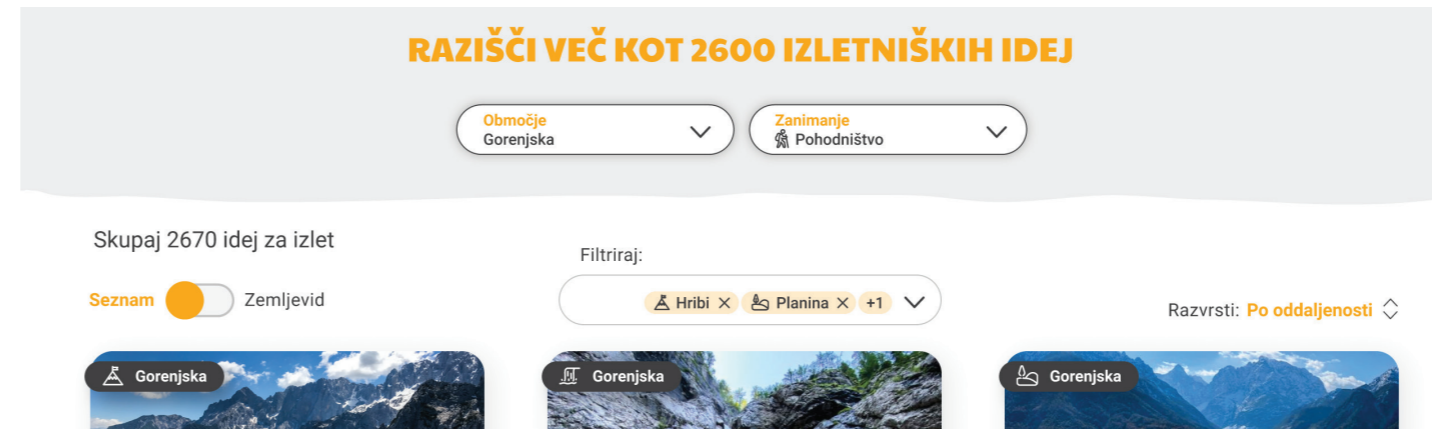 RAZIŠČI VEČ KOT 2600 IZLETNIŠKIH IDEJ
Območje
Gorenjska
Zanimanje
Pohodništvo
Skupaj 2670 idej za izlet
Filtriraj:
Seznam Zemljevid
Hribi × Planina × +1
Razvrsti: Po oddaljenosti
Gorenjska
Gorenjska
Gorenjska